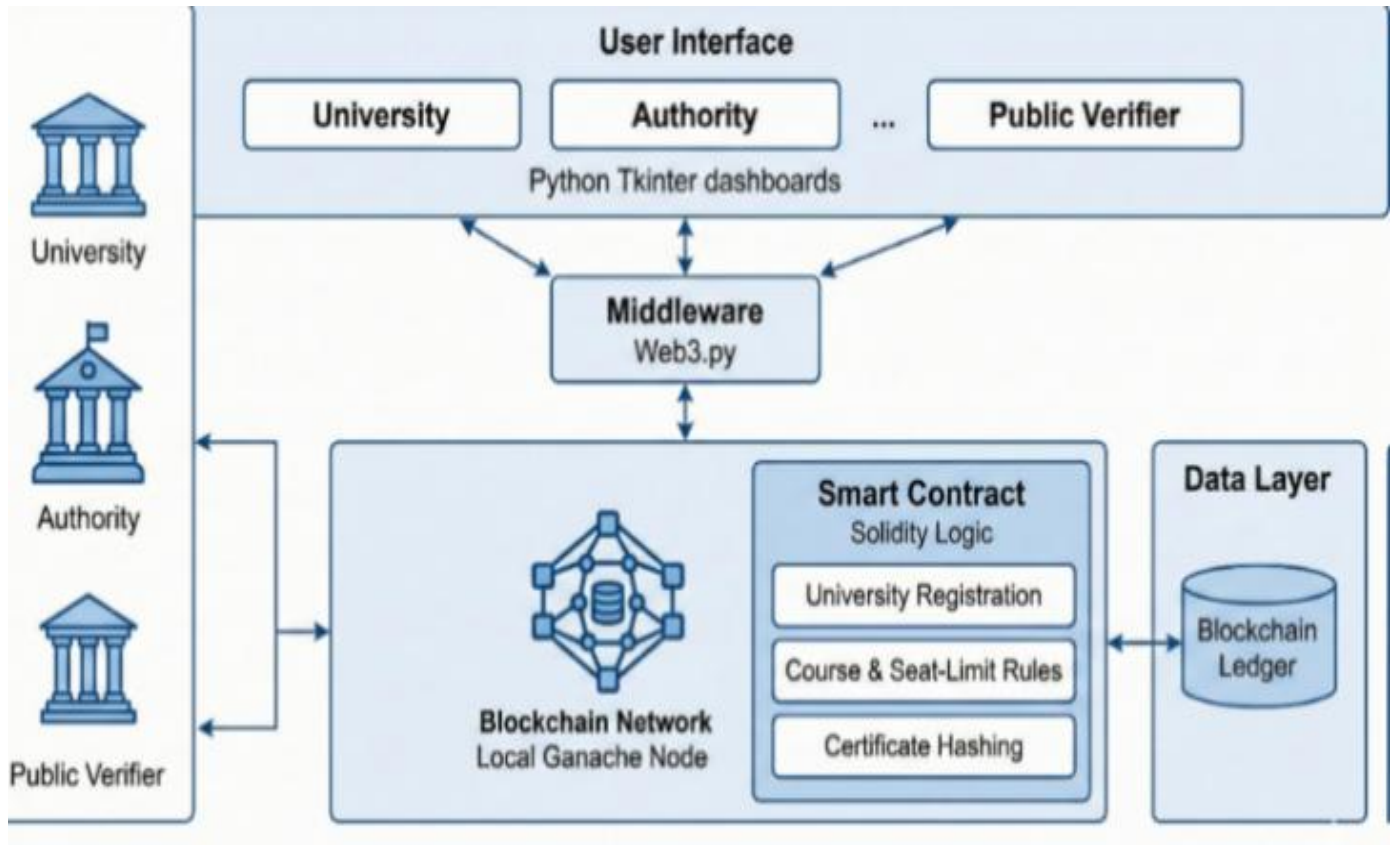 User Interface
University
Authority
...
Public Verifier
Python Tkinter dashboards
University
Authority
Public Verifier
Middleware
Web3.py
Blockchain Network
Local Ganache Node
Smart Contract
Solidity Logic
University Registration
Course & Seat-Limit Rules
Certificate Hashing
Data Layer
Blockchain
Ledger